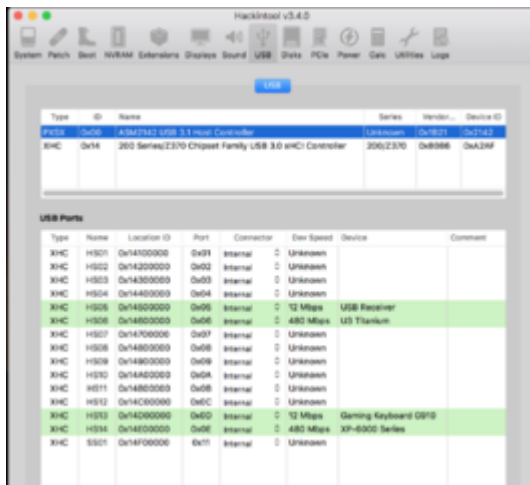 Hackintool v3.4.0
System Patch Boot NVRAM Extensions Displays Sound USB Disks PCIe Power Calc Utilities Logs
USB
Type ID Name Series Vendor... Device ID
PXSX 0x00 ASM2142 USB 3.1 Host Controller Unknown 0x1B21 0x2142
XHC 0x14 200 Series/Z370 Chipset Family USB 3.0 xHCI Controller 200/Z370 0x8086 0xA2AF
USB Ports
Type Name Location ID Port Connector Dev Speed Device Comment
XHC HS01 0x14100000 0x01 Internal Unknown
XHC HS02 0x14200000 0x02 Internal Unknown
XHC HS03 0x14300000 0x03 Internal Unknown
XHC HS04 0x14400000 0x04 Internal Unknown
XHC HS05 0x14500000 0x05 Internal 12 Mbps USB Receiver
XHC HS06 0x14600000 0x06 Internal 480 Mbps U3 Titanium
XHC HS07 0x14700000 0x07 Internal Unknown
XHC HS08 0x14800000 0x08 Internal Unknown
XHC HS09 0x14900000 0x09 Internal Unknown
XHC HS10 0x14A00000 0x0A Internal Unknown
XHC HS11 0x14B00000 0x0B Internal Unknown
XHC HS12 0x14C00000 0x0C Internal Unknown
XHC HS13 0x14D00000 0x0D Internal 12 Mbps Gaming Keyboard G910
XHC HS14 0x14E00000 0x0E Internal 480 Mbps XP-6000 Series
XHC SS01 0x14F00000 0x11 Internal Unknown